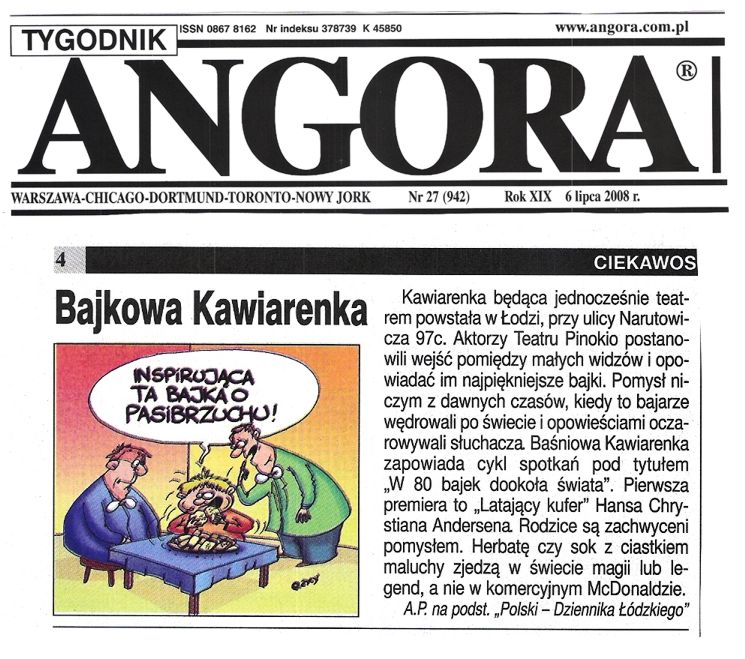 TYGODNIK
ISSN 0867 8162 Nr indeksu 378739 K 45850
www.angora.com.pl
ANGORA®
WARSZAWA-CHICAGO-DORTMUND-TORONTO-NOWY JORK Nr 27 (942) Rok XIX 6 lipca 2008 r.
4
CIEKAWOS
Bajkowa Kawiarenka
INSPIRUJĄCA
TA BAJKA O
PASIBRZUCHU!
Kawiarenka będąca jednocześnie teat-
rem powstała w Łodzi, przy ulicy Narutowi-
cza 97c. Aktorzy Teatru Pinokio postano-
wili wejść pomiędzy małych widzów i opo-
wiadać im najpiękniejsze bajki. Pomysł ni-
czym z dawnych czasów, kiedy to bajarze
wędrowali po świecie i opowieściami ocza-
rowywali słuchacza. Baśniowa Kawiarenka
zapowiada cykl spotkań pod tytułem
„W 80 bajek dookoła świata”. Pierwsza
premiera to „Latający kufer” Hansa Chry-
stiana Andersena. Rodzice są zachwyceni
pomysłem. Herbatę czy sok z ciastkiem
maluchy zjedzą w świecie magii lub le-
gend, a nie w komercyjnym McDonaldzie.
A.P. na podst. „Polski – Dziennika Łódzkiego”